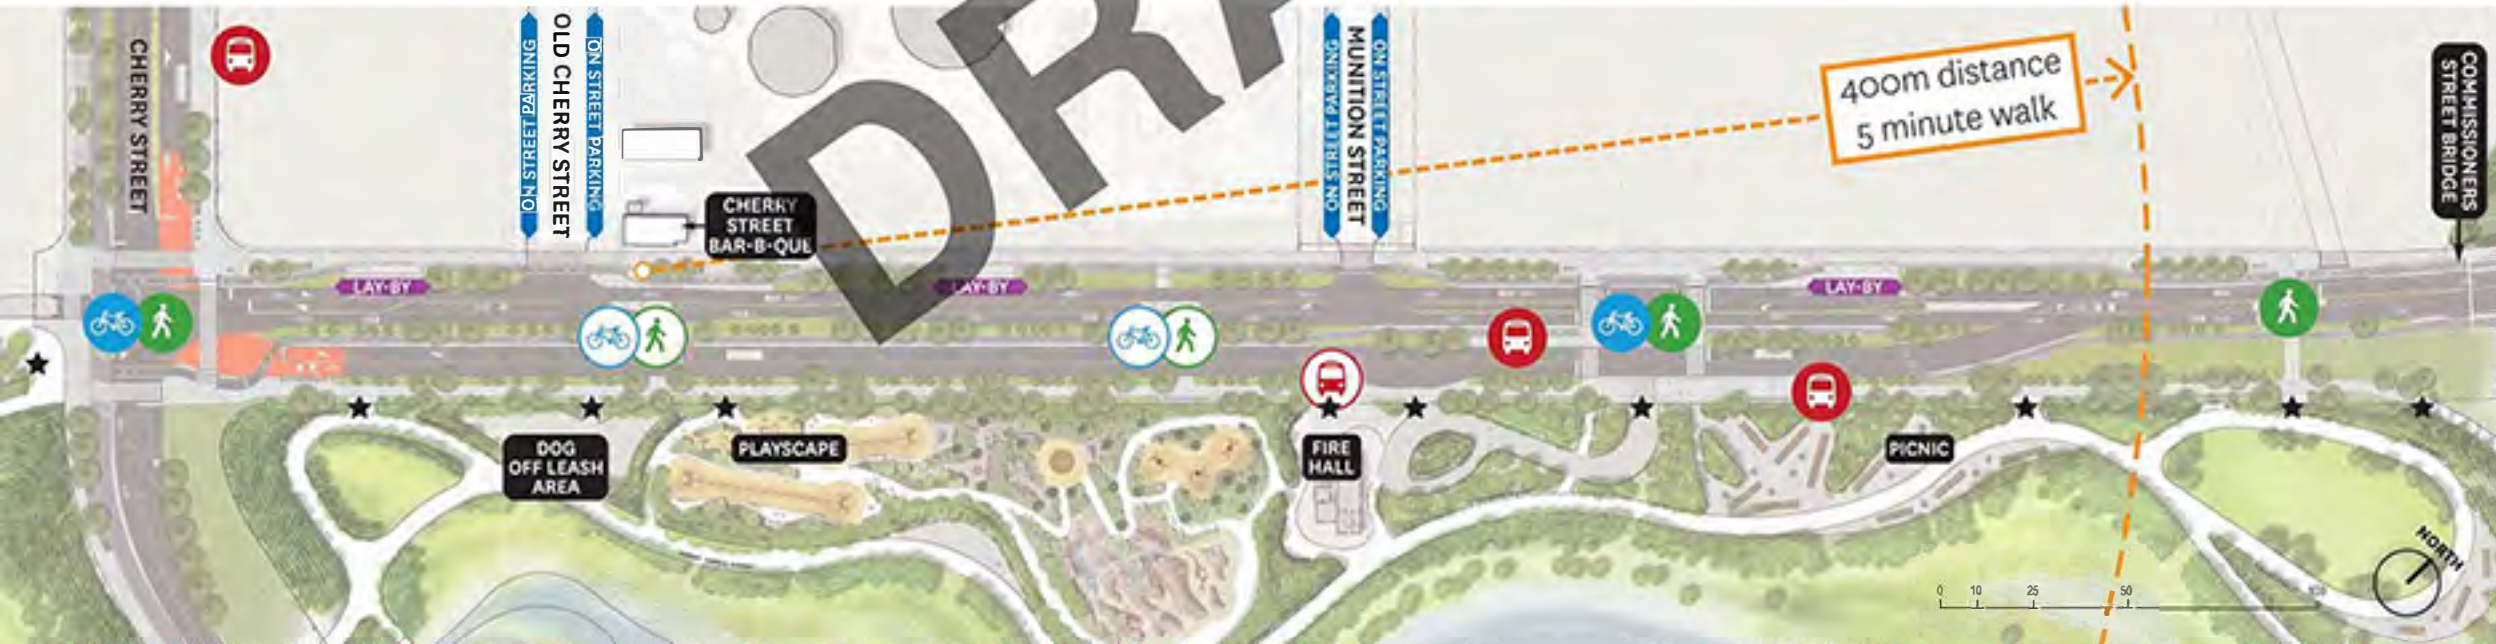 CHERRY STREET
ON STREET PARKING
OLD CHERRY STREET
ON STREET PARKING
CHERRY
STREET
BAR-B-QUE
DRA
ON STREET PARKING
MUNITION STREET
ON STREET PARKING
400m distance
5 minute walk
COMMISSIONERS
STREET BRIDGE
LAY-BY
LAY-BY
LAY-BY
DOG
OFF LEASH
AREA
PLAYSCAPE
FIRE
HALL
PICNIC
NORTH
0 10 25 50